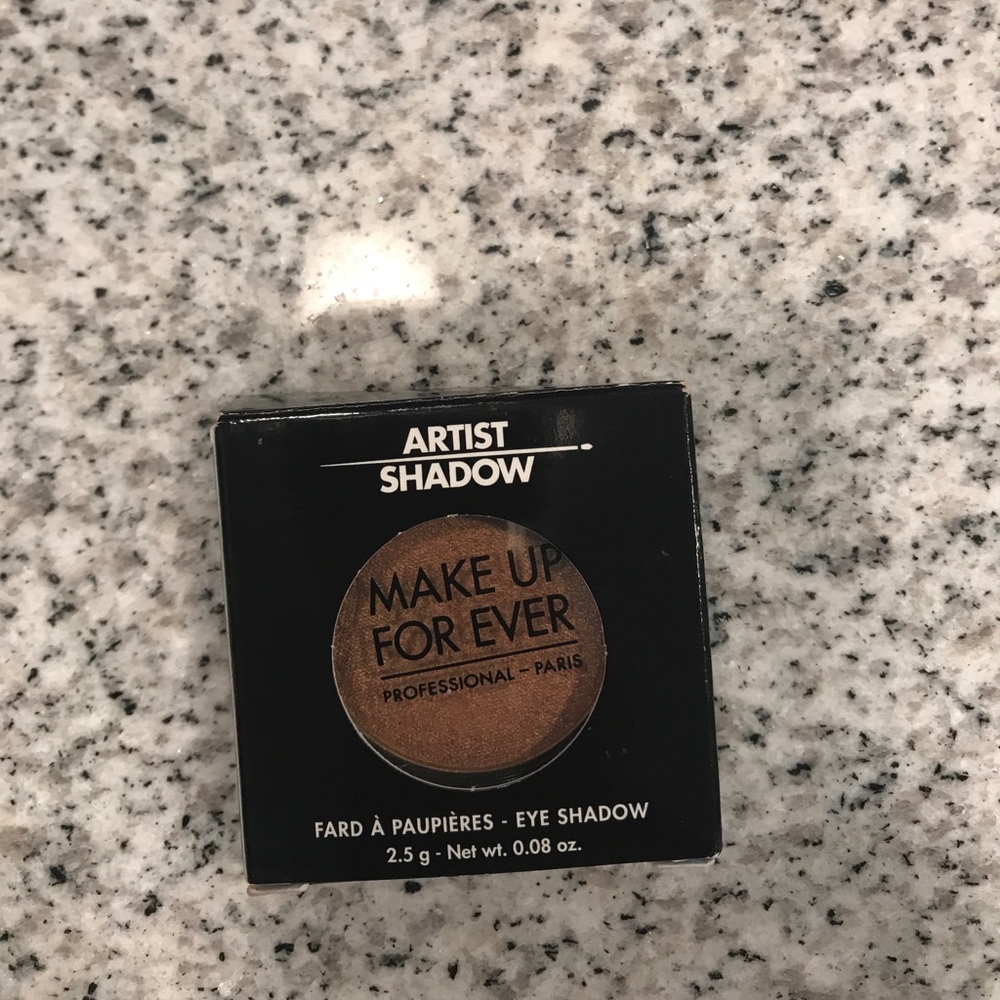 ARTIST
SHADOW
MAKE UP
FOR EVER
PROFESSIONAL – PARIS
FARD À PAUPIÈRES - EYE SHADOW
2.5 g - Net wt. 0.08 oz.